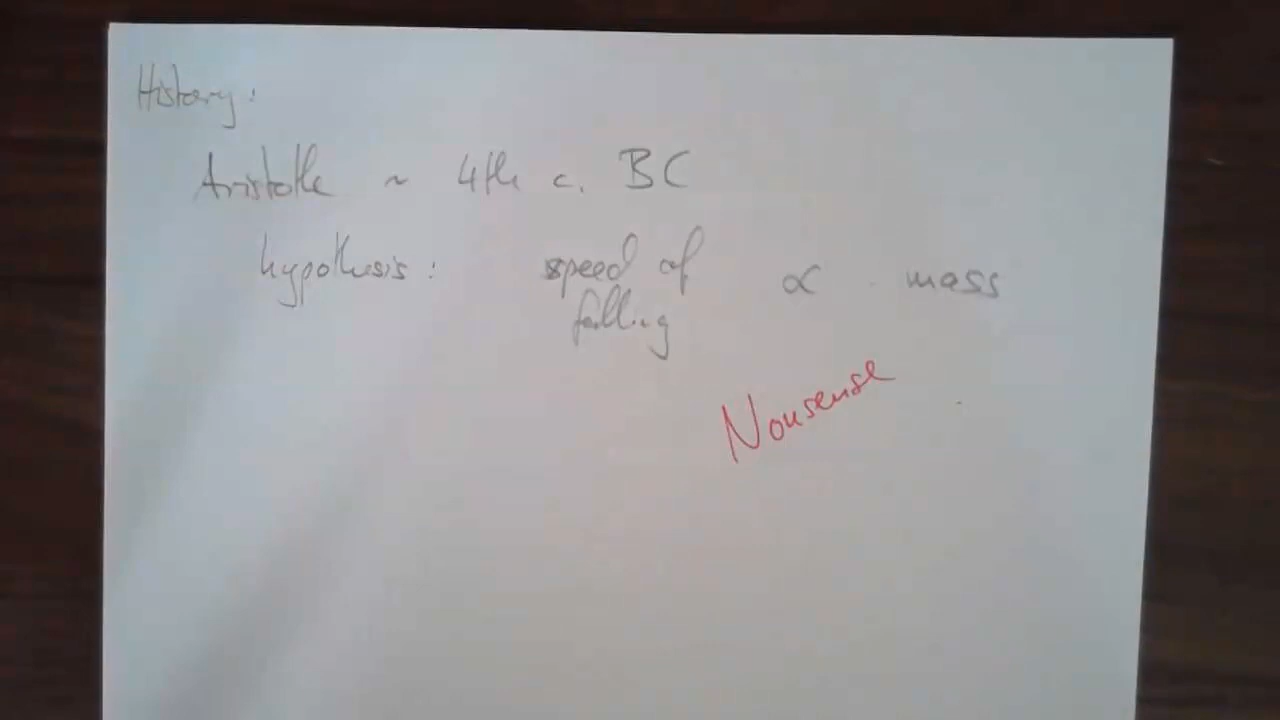 History:
Aristotle ~ 4th c. BC
hypothesis: speed of ∝ mass
falling
Nonsense